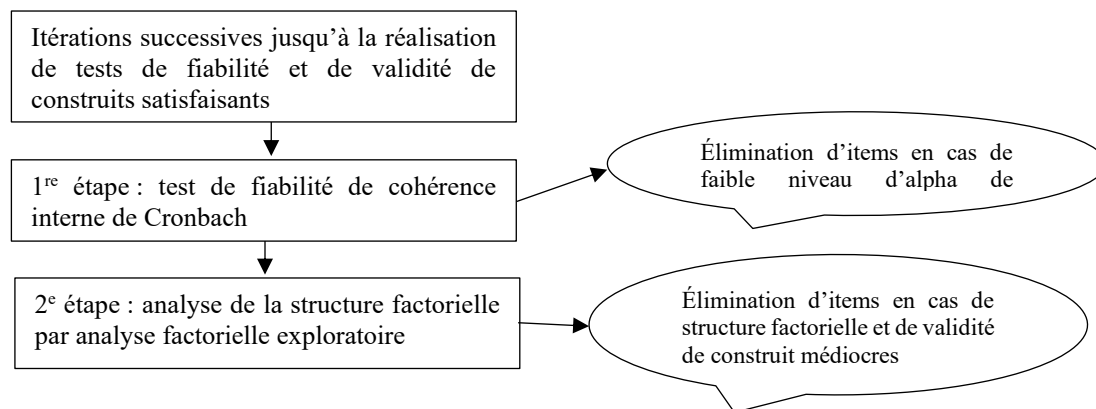 Itérations successives jusqu’à la réalisation
de tests de fiabilité et de validité de
construits satisfaisants
1re étape : test de fiabilité de cohérence
interne de Cronbach
Élimination d’items en cas de
faible niveau d’alpha de
2e étape : analyse de la structure factorielle
par analyse factorielle exploratoire
Élimination d’items en cas de
structure factorielle et de validité
de construit médiocres